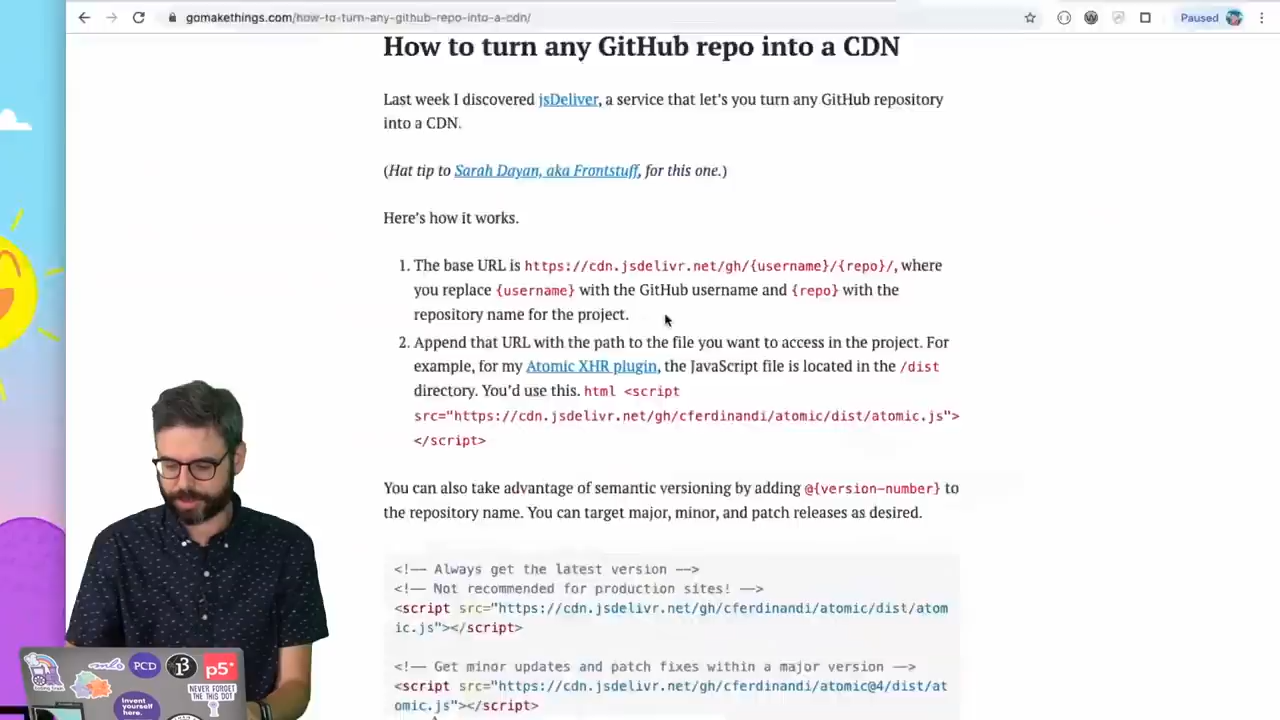 gomakethings.com/how-to-turn-any-github-repo-into-a-cdn/
Paused
How to turn any GitHub repo into a CDN
Last week I discovered jsDeliver, a service that let’s you turn any GitHub repository
into a CDN.
(Hat tip to Sarah Dayan, aka Frontstuff, for this one.)
Here’s how it works.
1. The base URL is https://cdn.jsdelivr.net/gh/{username}/{repo}/, where
you replace {username} with the GitHub username and {repo} with the
repository name for the project.
2. Append that URL with the path to the file you want to access in the project. For
example, for my Atomic XHR plugin, the JavaScript file is located in the /dist
directory. You’d use this. html <script
src="https://cdn.jsdelivr.net/gh/cferdinandi/atomic/dist/atomic.js">
</script>
You can also take advantage of semantic versioning by adding @{version-number} to
the repository name. You can target major, minor, and patch releases as desired.
<!-- Always get the latest version -->
<!-- Not recommended for production sites! -->
<script src="https://cdn.jsdelivr.net/gh/cferdinandi/atomic/dist/atom
ic.js"></script>
<!-- Get minor updates and patch fixes within a major version -->
<script src="https://cdn.jsdelivr.net/gh/cferdinandi/atomic@4/dist/at
omic.js"></script>
PCD
p5*
NEVER FORGET
THE THIS DOT
Invent
yourself
here.